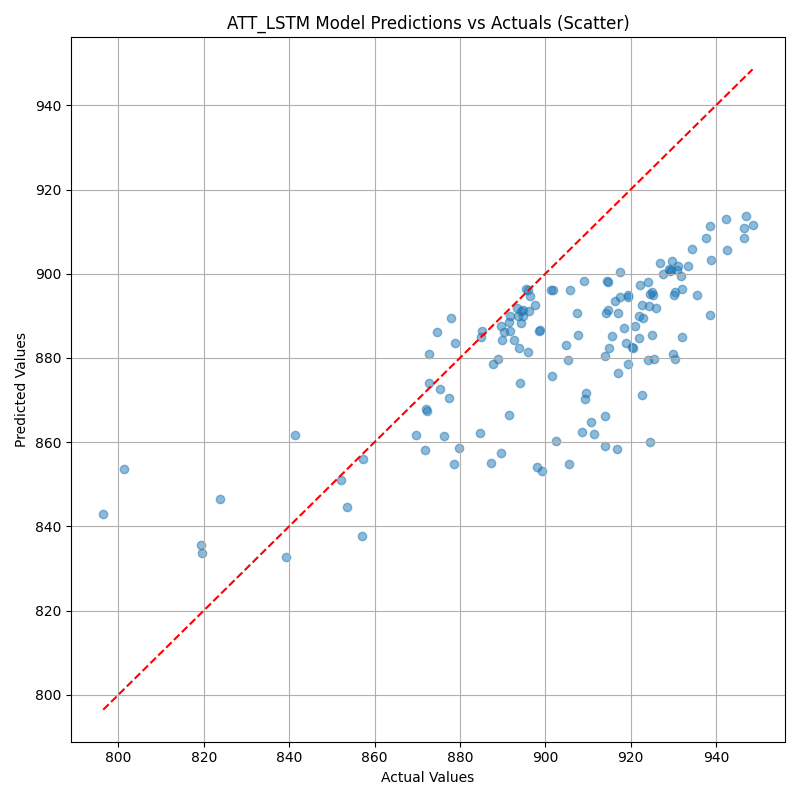 ATT_LSTM Model Predictions vs Actuals (Scatter)
Predicted Values
940
920
900
880
860
840
820
800
800 820 840 860 880 900 920 940
Actual Values